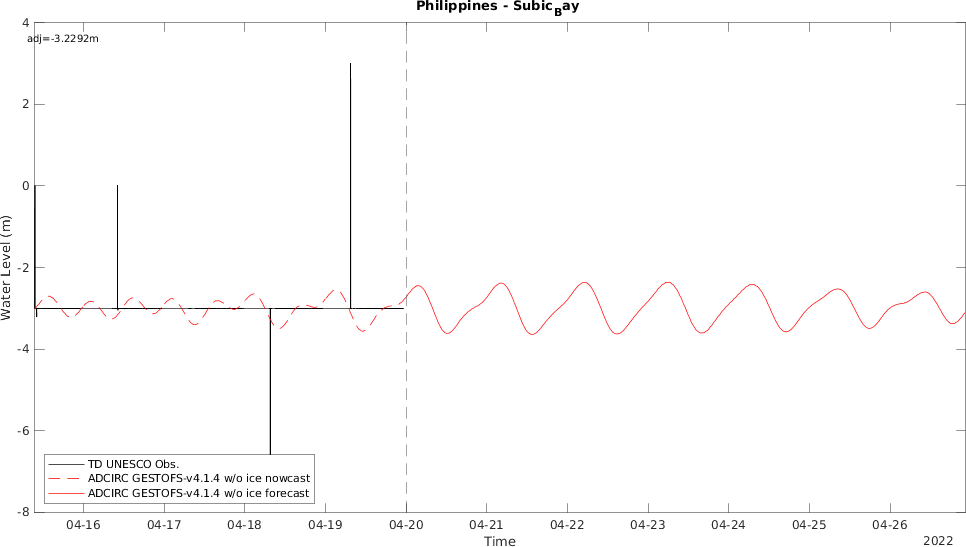 Philippines - SubicBay
adj=-3.2292m
4
2
0
-2
-4
-6
-8
Water Level (m)
TD UNESCO Obs.
ADCIRC GESTOFS-v4.1.4 w/o ice nowcast
ADCIRC GESTOFS-v4.1.4 w/o ice forecast
04-16 04-17 04-18 04-19 04-20 04-21 04-22 04-23 04-24 04-25 04-26
Time
2022